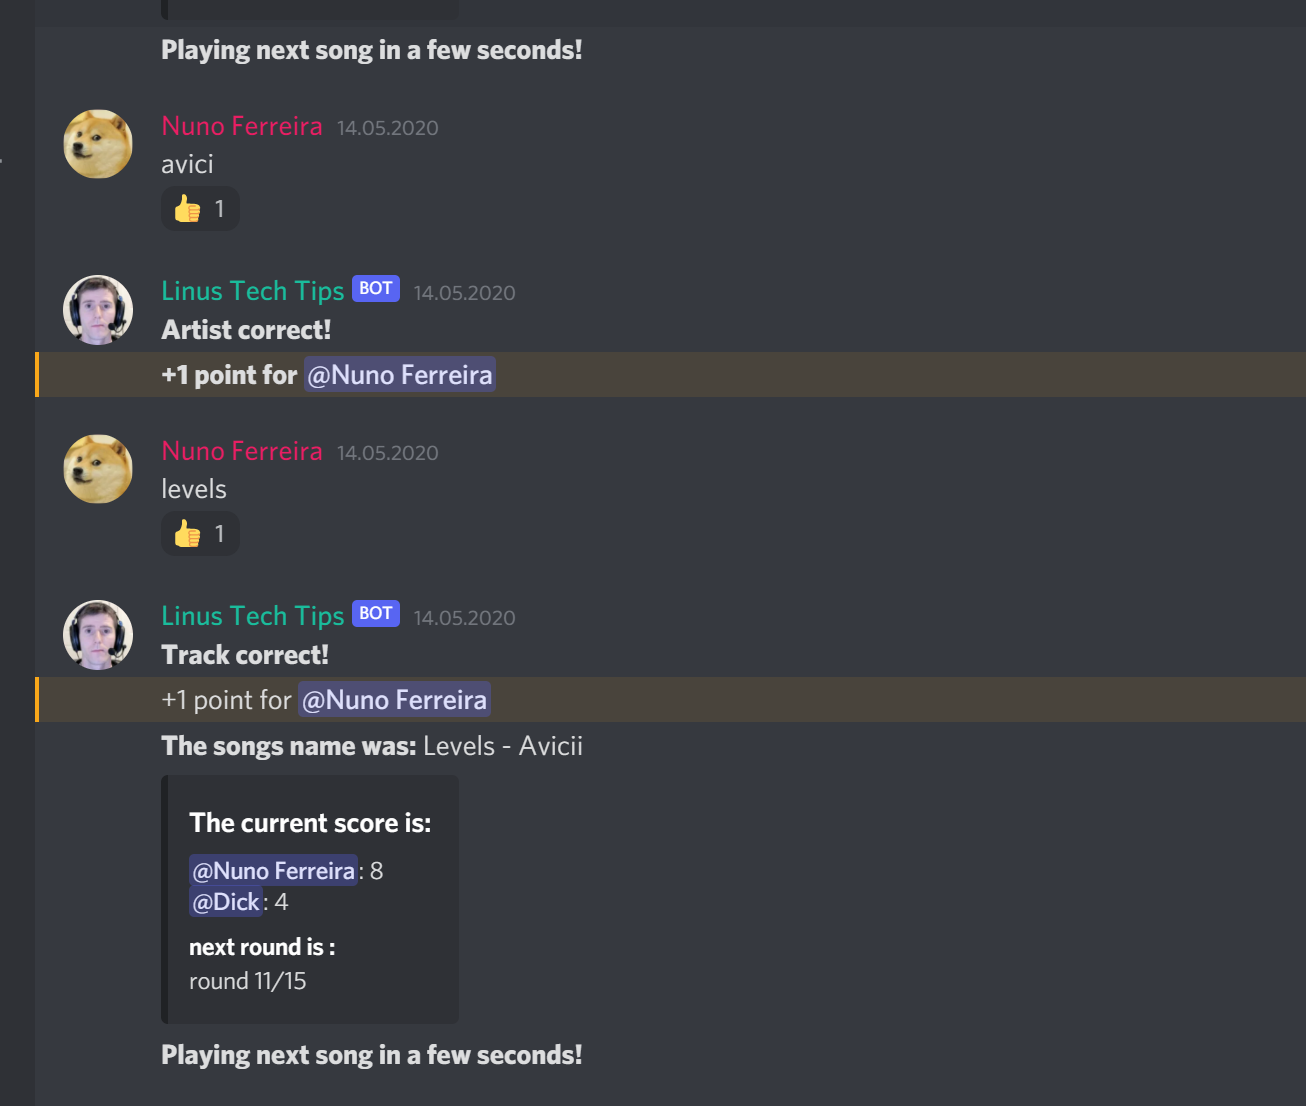 Playing next song in a few seconds!
Nuno Ferreira 14.05.2020
avici
👍 1
Linus Tech Tips BOT 14.05.2020
Artist correct!
+1 point for @Nuno Ferreira
Nuno Ferreira 14.05.2020
levels
👍 1
Linus Tech Tips BOT 14.05.2020
Track correct!
+1 point for @Nuno Ferreira
The songs name was: Levels - Avicii
The current score is:
@Nuno Ferreira: 8
@Dick: 4
next round is :
round 11/15
Playing next song in a few seconds!